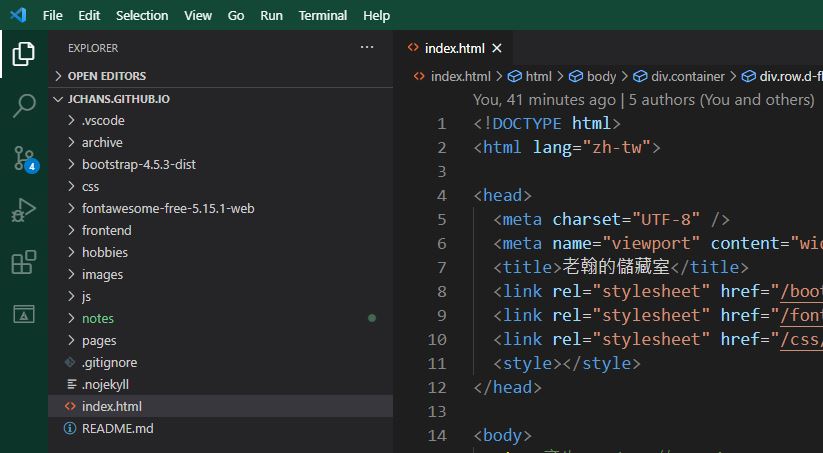 File Edit Selection View Go Run Terminal Help
EXPLORER ...
OPEN EDITORS
JCHANS.GITHUB.IO
.vscode
archive
bootstrap-4.5.3-dist
css
fontawesome-free-5.15.1-web
frontend
hobbies
images
js
notes
pages
.gitignore
.nojekyll
index.html
README.md
4
index.html
index.html > html > body > div.container > div.row.d-fl
You, 41 minutes ago | 5 authors (You and others)
1 <!DOCTYPE html>
2 <html lang="zh-tw">
3
4 <head>
5 <meta charset="UTF-8" />
6 <meta name="viewport" content="wid
7 <title>老翰的儲藏室</title>
8 <link rel="stylesheet" href="/boot
9 <link rel="stylesheet" href="/font
10 <link rel="stylesheet" href="/css/
11 <style></style>
12 </head>
13
14 <body>